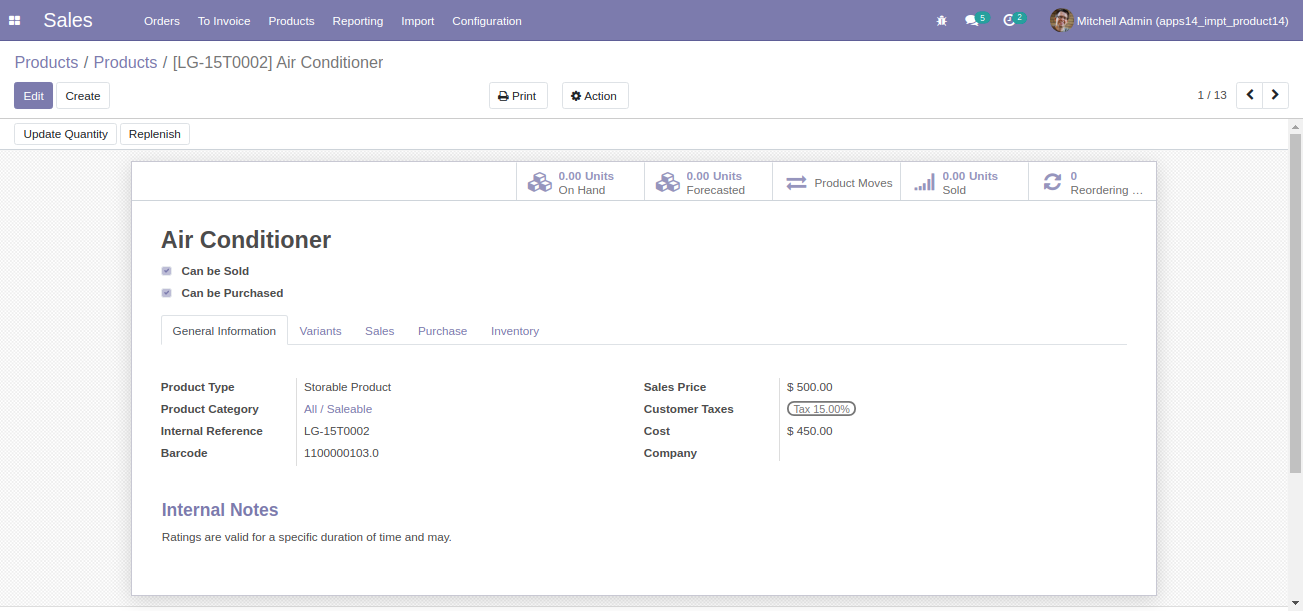 Sales Orders To Invoice Products Reporting Import Configuration 5 2 Mitchell Admin (apps14_impt_product14)
Products / Products / [LG-15T0002] Air Conditioner
Edit Create Print Action 1 / 13
Update Quantity Replenish
0.00 Units 0.00 Units Product Moves 0.00 Units 0
On Hand Forecasted Sold Reordering ...
Air Conditioner
Can be Sold
Can be Purchased
General Information Variants Sales Purchase Inventory
Product Type Storable Product Sales Price $ 500.00
Product Category All / Saleable Customer Taxes Tax 15.00%
Internal Reference LG-15T0002 Cost $ 450.00
Barcode 1100000103.0 Company
Internal Notes
Ratings are valid for a specific duration of time and may.